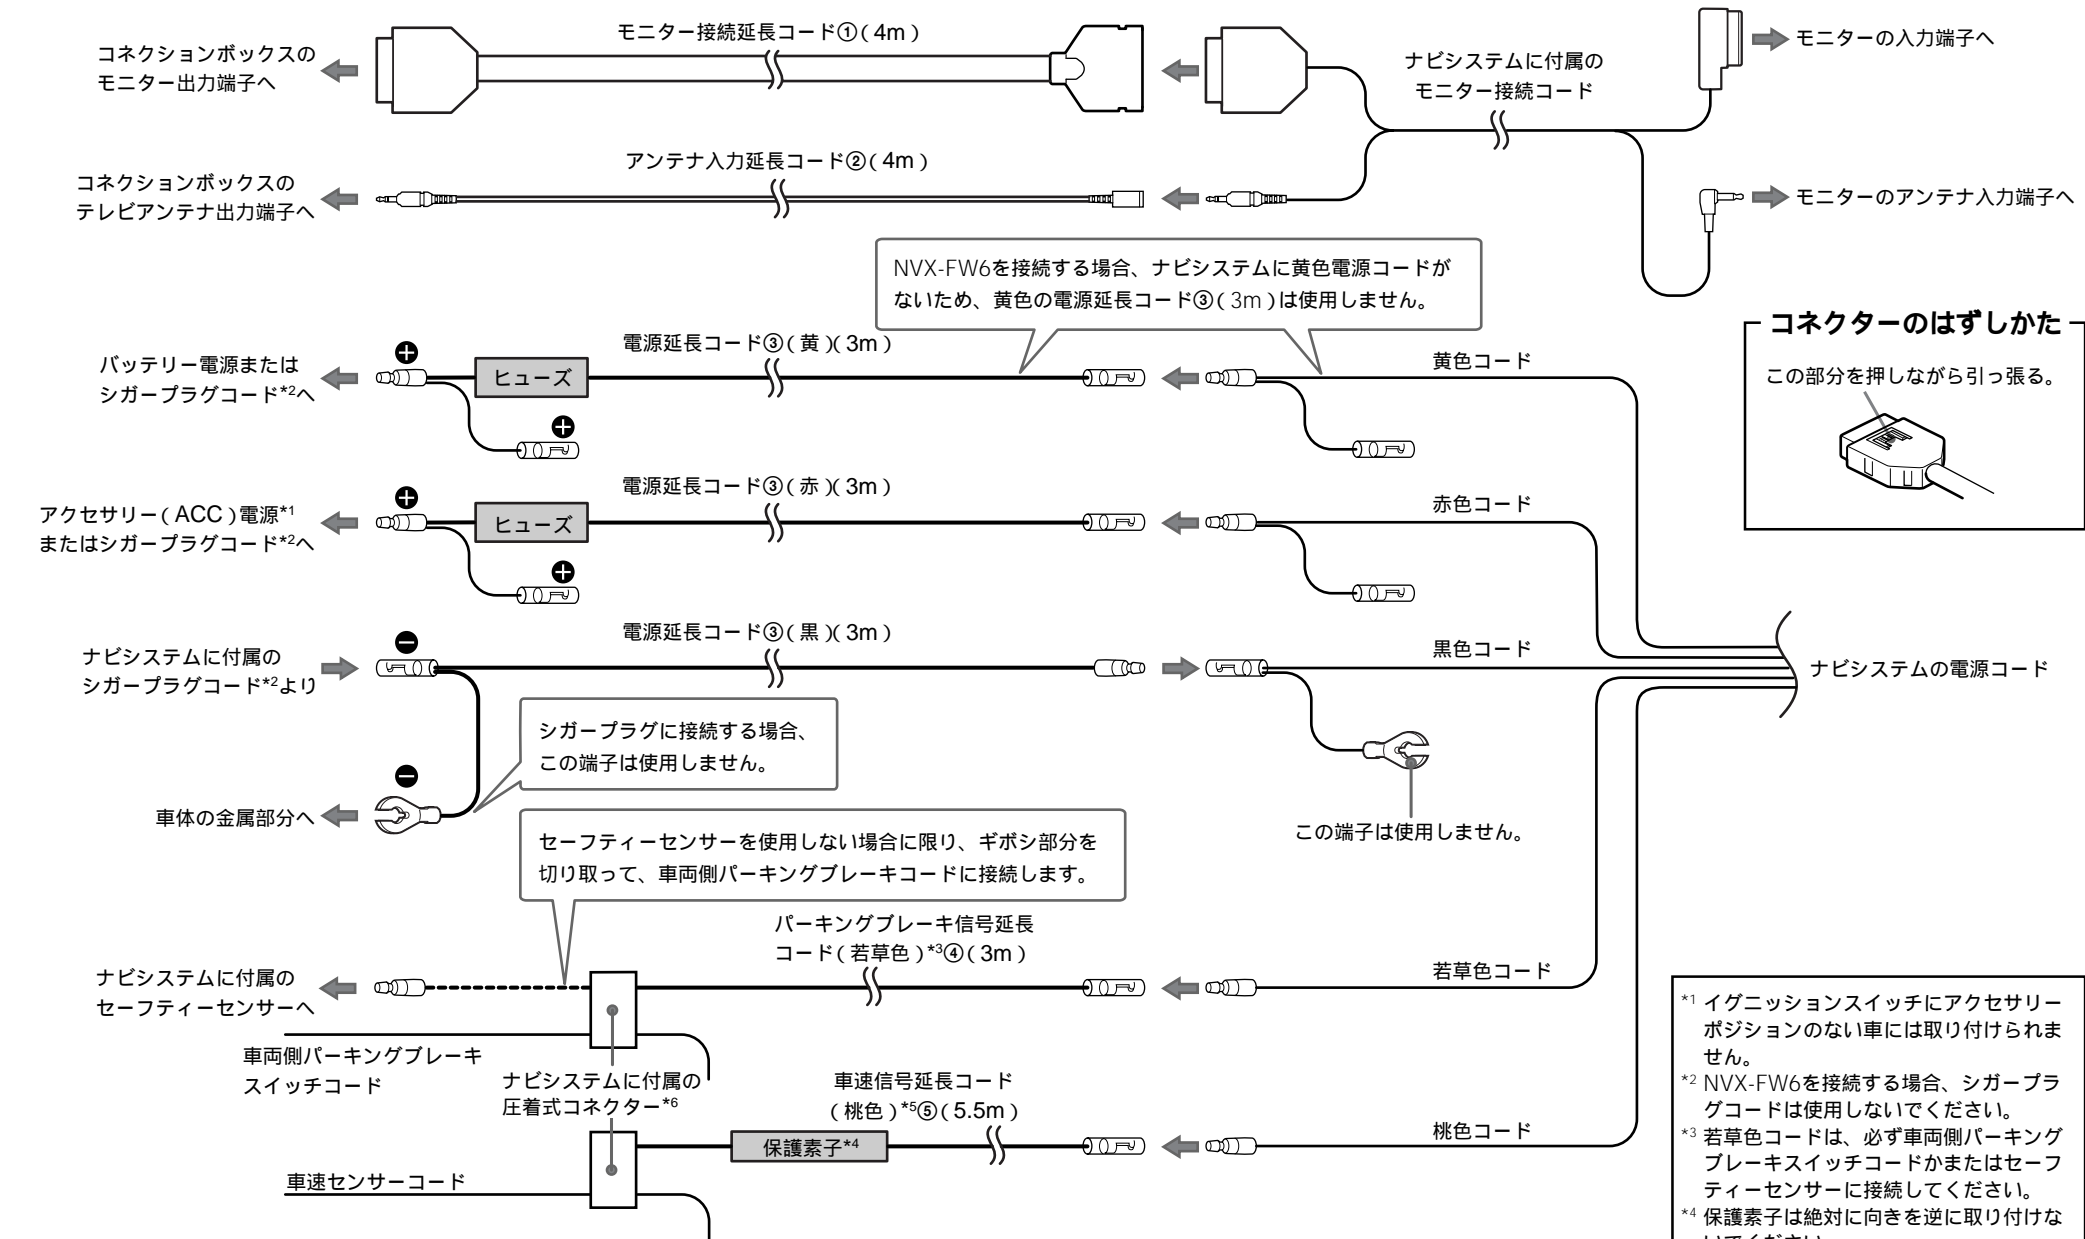 モニター接続延長コード①(4m)
コネクションボックスの
モニター出力端子へ
ナビシステムに付属の
モニター接続コード
モニターの入力端子へ
アンテナ入力延長コード②(4m)
コネクションボックスの
テレビアンテナ出力端子へ
モニターのアンテナ入力端子へ
NVX-FW6を接続する場合、ナビシステムに黄色電源コードが
ないため、黄色の電源延長コード③(3m)は使用しません。
コネクターのはずしかた
この部分を押しながら引っ張る。
バッテリー電源または
シガープラグコード*2へ
ヒューズ
電源延長コード③(黄)(3m)
黄色コード
アクセサリー(ACC)電源*1
またはシガープラグコード*2へ
ヒューズ
電源延長コード③(赤)(3m)
赤色コード
ナビシステムに付属の
シガープラグコード*2より
電源延長コード③(黒)(3m)
黒色コード
ナビシステムの電源コード
シガープラグに接続する場合、
この端子は使用しません。
車体の金属部分へ
この端子は使用しません。
セーフティーセンサーを使用しない場合に限り、ギボシ部分を
切り取って、車両側パーキングブレーキコードに接続します。
パーキングブレーキ信号延長
コード(若草色)*3④(3m)
ナビシステムに付属の
セーフティーセンサーへ
若草色コード
車両側パーキングブレーキ
スイッチコード
ナビシステムに付属の
圧着式コネクター*6
車速信号延長コード
(桃色)*5⑤(5.5m)
保護素子*4
桃色コード
車速センサーコード
*1 イグニッションスイッチにアクセサリー
ポジションのない車には取り付けられま
せん。
*2 NVX-FW6を接続する場合、シガープラ
グコードは使用しないでください。
*3 若草色コードは、必ず車両側パーキング
ブレーキスイッチコードかまたはセーフ
ティーセンサーに接続してください。
*4 保護素子は絶対に向きを逆に取り付けな